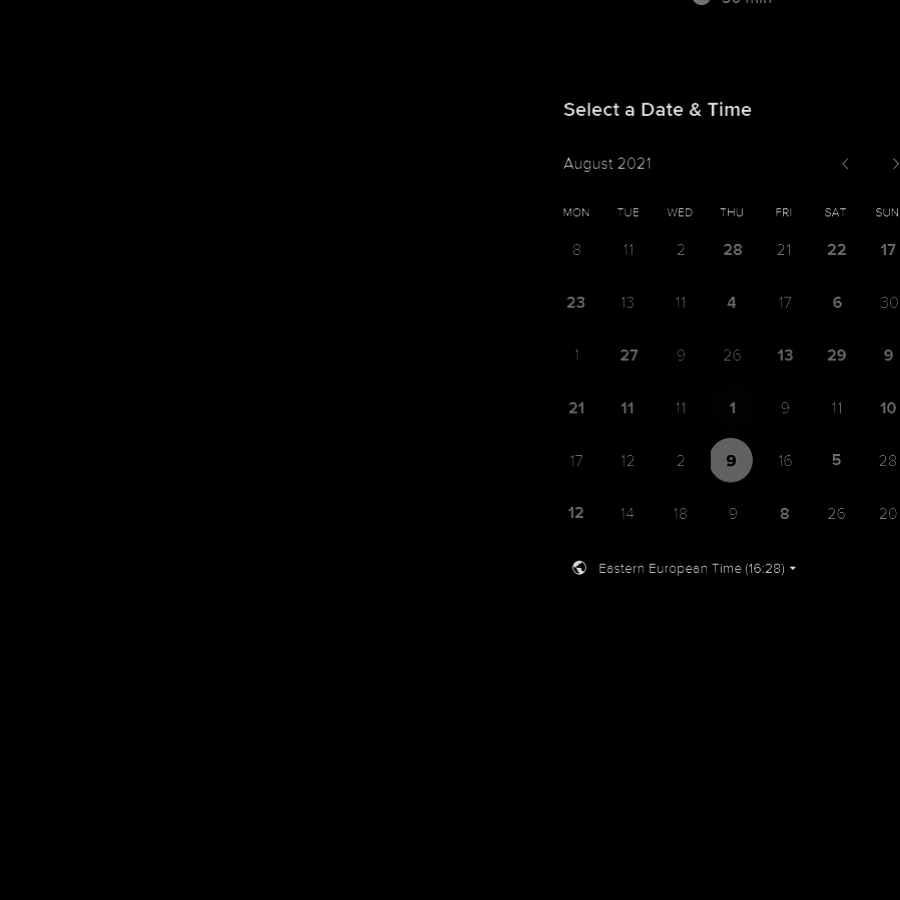 30 min
Select a Date & Time
August 2021
MON TUE WED THU FRI SAT SUN
8 11 2 28 21 22 17
23 13 11 4 17 6 30
1 27 9 26 13 29 9
21 11 11 1 9 11 10
17 12 2 9 16 5 28
12 14 18 9 8 26 20
Eastern European Time (16:28)